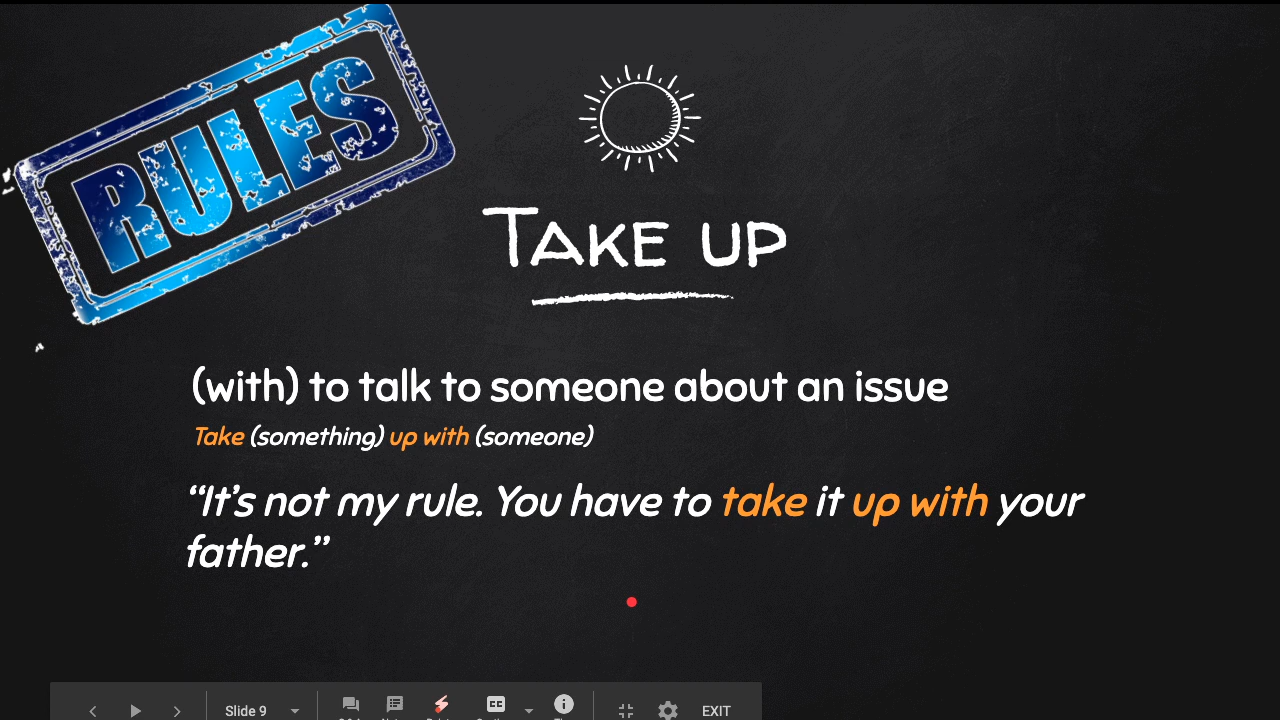 RULES
TAKE UP
(with) to talk to someone about an issue
Take (something) up with (someone)
“It’s not my rule. You have to take it up with your
father.”
Slide 9
CC
EXIT